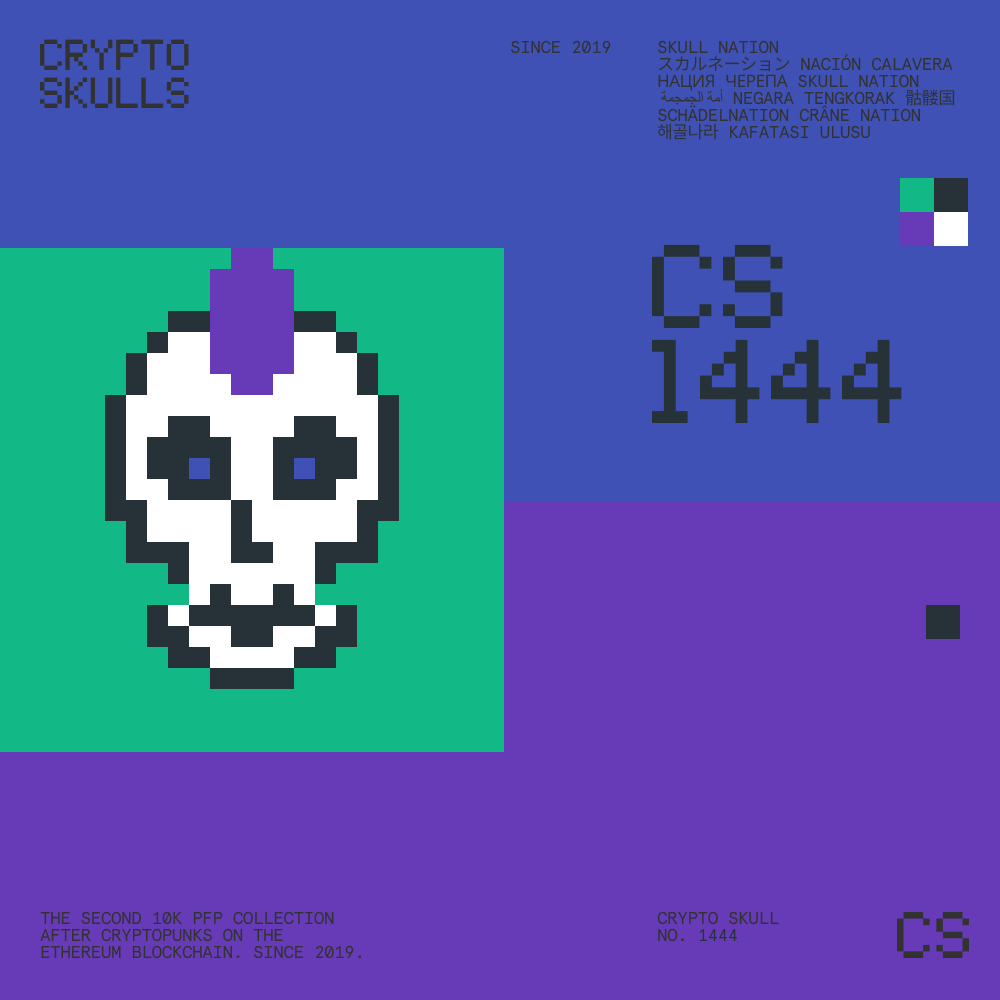 CRYPTO
SKULLS
SINCE 2019
SKULL NATION
スカルネーション NACIÓN CALAVERA
НАЦИЯ ЧЕРЕПА SKULL NATION
أمة الجمجمة NEGARA TENGKORAK 骷髅国
SCHÄDELNATION CRÂNE NATION
해골나라 KAFATASI ULUSU
CS
1444
THE SECOND 10K PFP COLLECTION
AFTER CRYPTOPUNKS ON THE
ETHEREUM BLOCKCHAIN. SINCE 2019.
CRYPTO SKULL
NO. 1444
CS